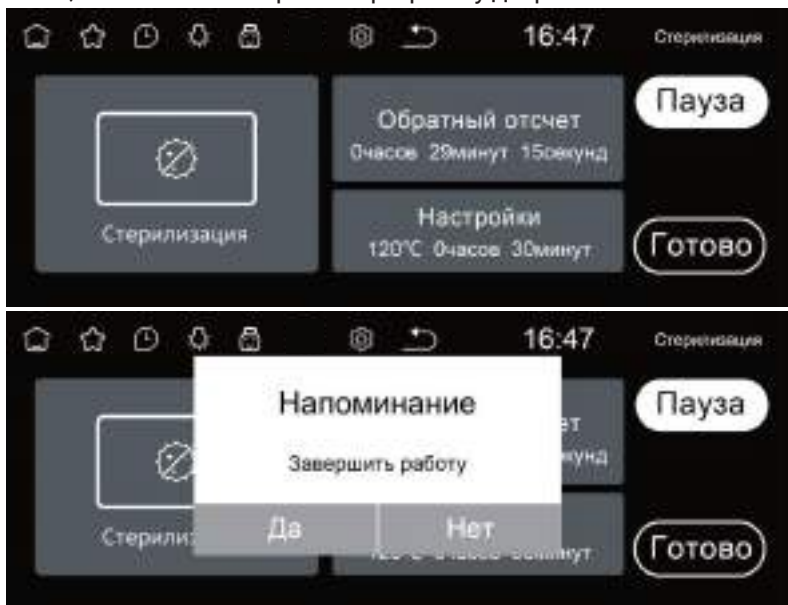 16:47
Стерилизация
Обратный отсчет
0часов 29минут 15секунд
Пауза
Стерилизация
Настройки
120°C 0часов 30минут
Готово
16:47
Стерилизация
Напоминание
Завершить работу
Да
Нет
Пауза
Готово